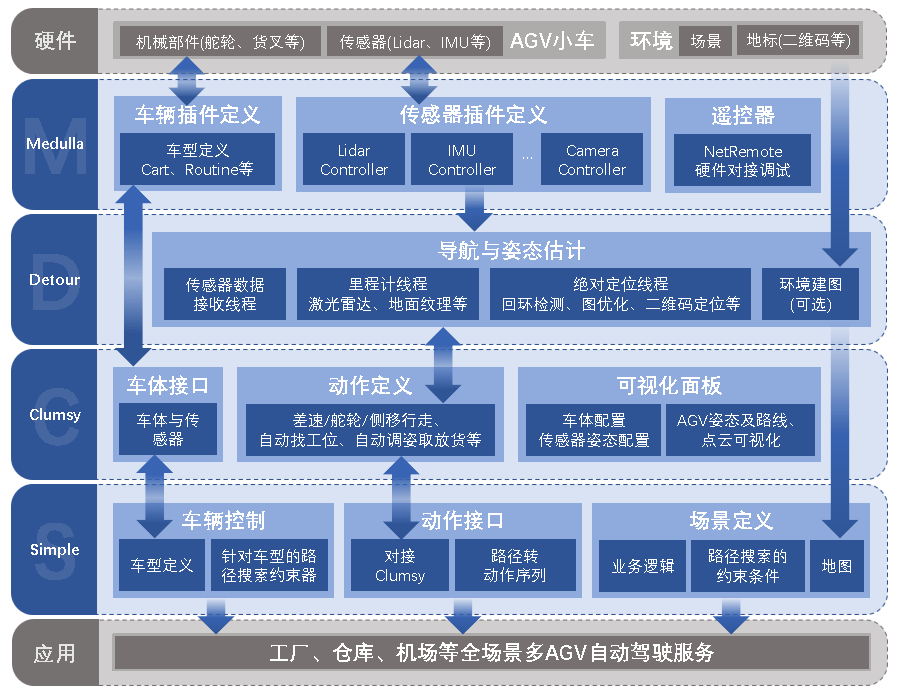 硬件
机械部件(舵轮、货叉等)
传感器(Lidar、IMU等)
AGV小车
环境
场景
地标(二维码等)
M
Medulla
车辆插件定义
车型定义
Cart、Routine等
传感器插件定义
Lidar
Controller
IMU
Controller
...
Camera
Controller
遥控器
NetRemote
硬件对接调试
D
Detour
导航与姿态估计
传感器数据
接收线程
里程计线程
激光雷达、地面纹理等
绝对定位线程
回环检测、图优化、二维码定位等
环境建图
(可选)
C
Clumsy
车体接口
车体与传
感器
动作定义
差速/舵轮/侧移行走、
自动找工位、自动调姿取放货等
可视化面板
车体配置
传感器姿态配置
AGV姿态及路线、
点云可视化
S
Simple
车辆控制
车型定义
针对车型的路
径搜索约束器
动作接口
对接
Clumsy
路径转
动作序列
场景定义
业务逻辑
路径搜索的
约束条件
地图
应用
工厂、仓库、机场等全场景多AGV自动驾驶服务